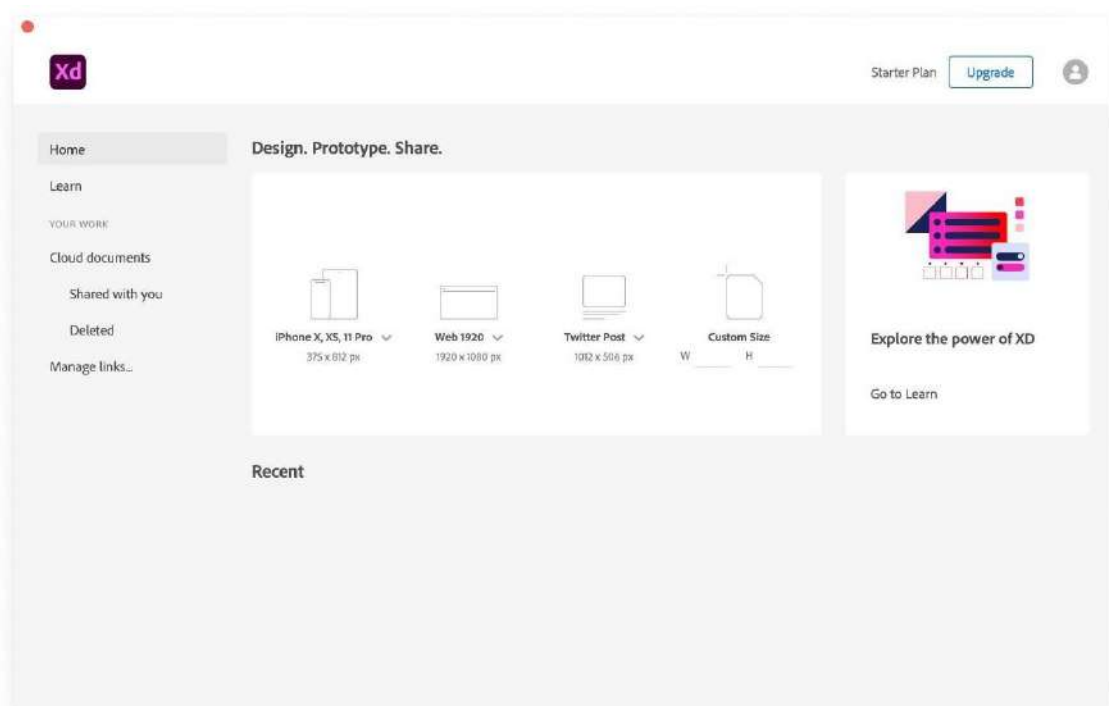 Xd
Starter Plan
Upgrade
Home
Learn
YOUR WORK
Cloud documents
Shared with you
Deleted
Manage links...
Design. Prototype. Share.
iPhone X, XS, 11 Pro
375 x 812 px
Web 1920
1920 x 1080 px
Twitter Post
1012 x 506 px
Custom Size
W H
Explore the power of XD
Go to Learn
Recent